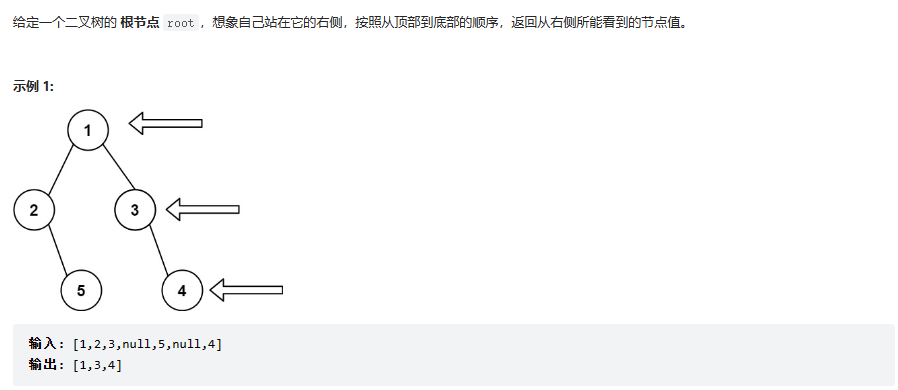 给定一个二叉树的 根节点 root，想象自己站在它的右侧，按照从顶部到底部的顺序，返回从右侧所能看到的节点值。
示例 1:
1
2
3
5
4
输入: [1,2,3,null,5,null,4]
输出: [1,3,4]